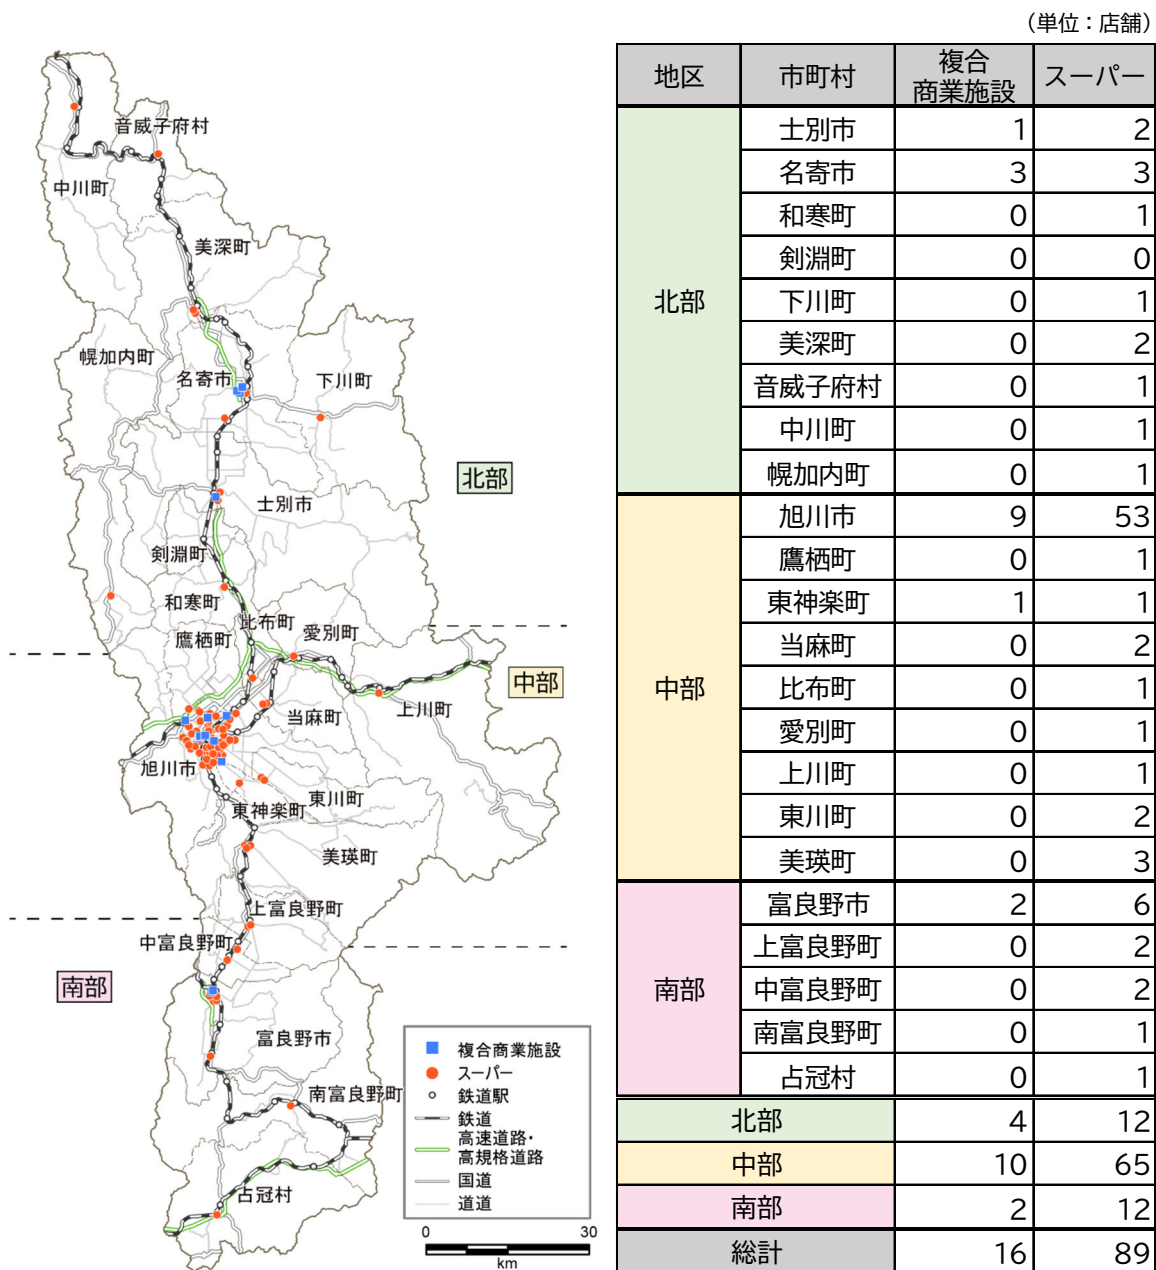 （単位：店舗）
音威子府村
中川町
美深町
幌加内町
名寄市
下川町
北部
士別市
剣淵町
和寒町
比布町
愛別町
鷹栖町
中部
上川町
当麻町
旭川市
東川町
東神楽町
美瑛町
上富良野町
中富良野町
南部
富良野市
南富良野町
占冠村
複合商業施設
スーパー
鉄道駅
鉄道
高速道路・
高規格道路
国道
道道
0 30
km
地区 市町村 複合商業施設 スーパー
北部
士別市 1 2
名寄市 3 3
和寒町 0 1
剣淵町 0 0
下川町 0 1
美深町 0 2
音威子府村 0 1
中川町 0 1
幌加内町 0 1
中部
旭川市 9 53
鷹栖町 0 1
東神楽町 1 1
当麻町 0 2
比布町 0 1
愛別町 0 1
上川町 0 1
東川町 0 2
美瑛町 0 3
南部
富良野市 2 6
上富良野町 0 2
中富良野町 0 2
南富良野町 0 1
占冠村 0 1
北部 4 12
中部 10 65
南部 2 12
総計 16 89